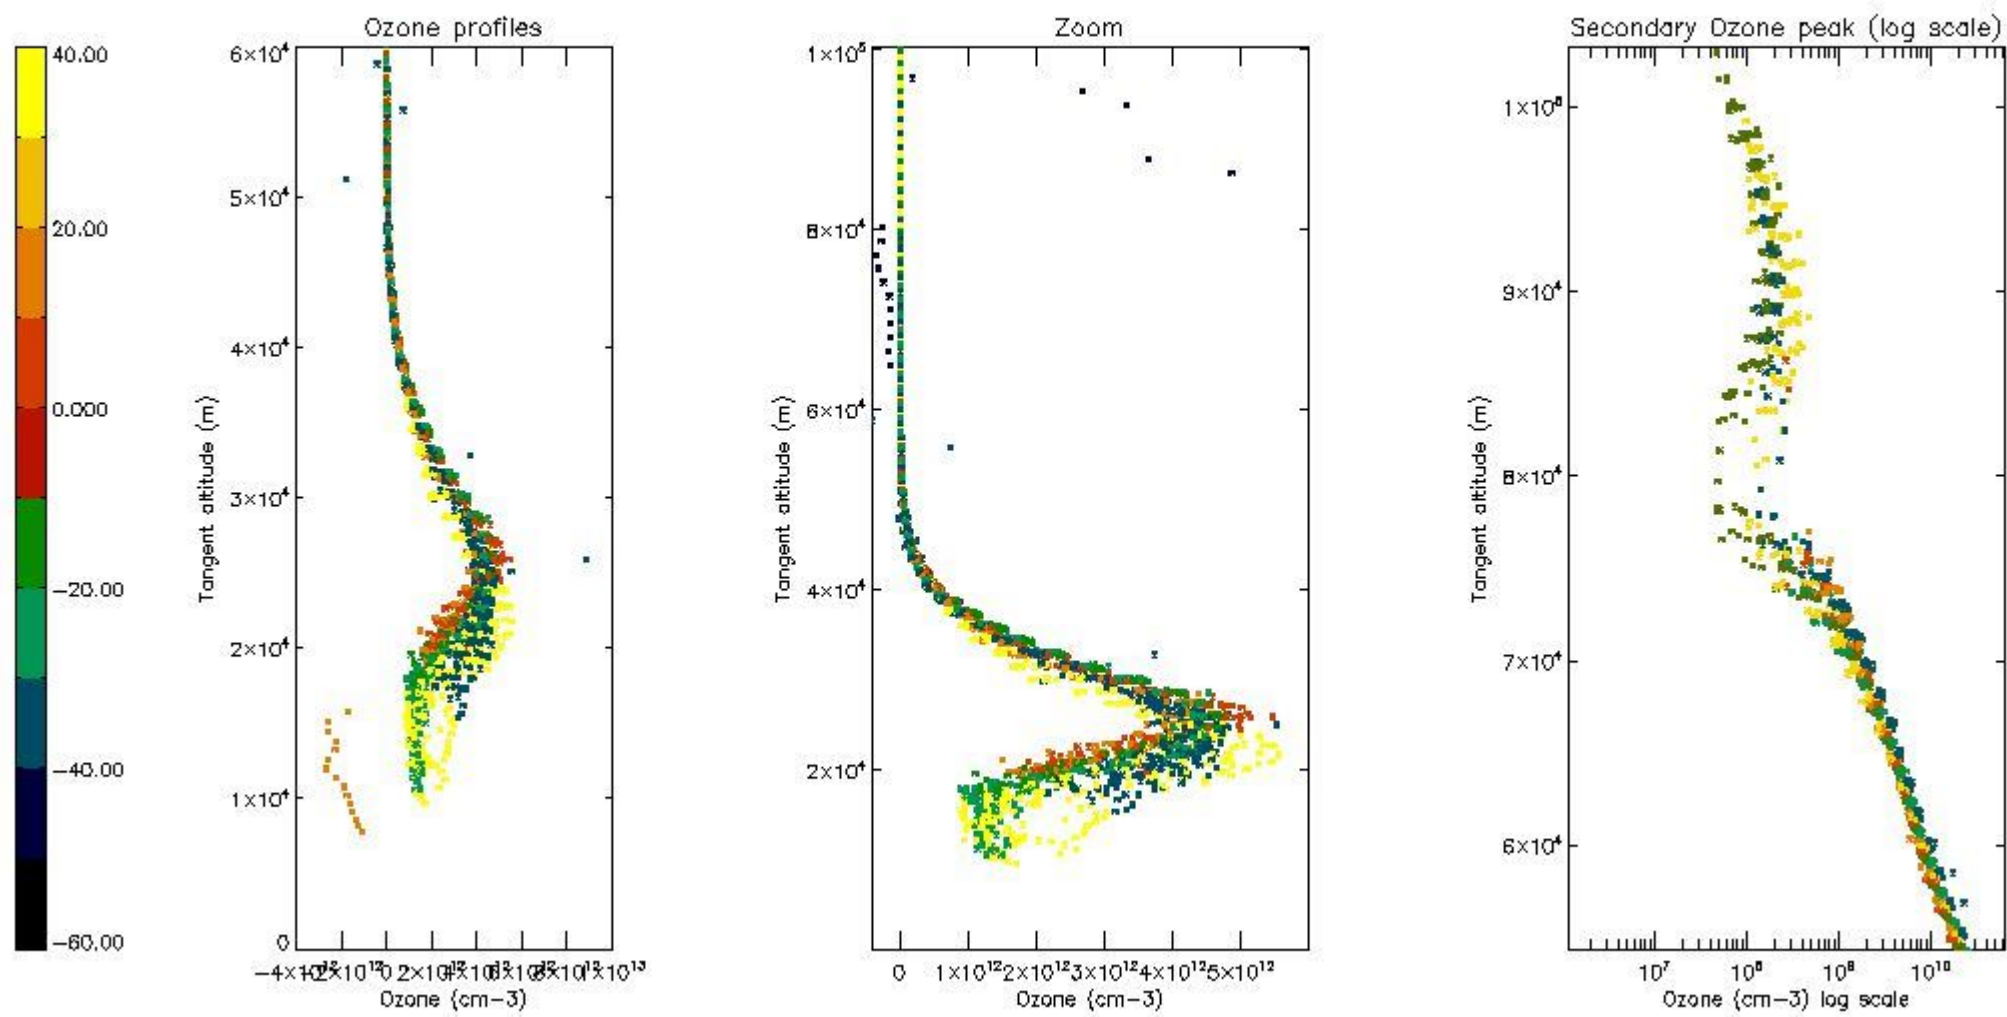 Ozone profiles
Zoom
Secondary Ozone peak (log scale)
40.00
20.00
0.000
−20.00
−40.00
−60.00
6×10⁴
5×10⁴
4×10⁴
3×10⁴
2×10⁴
1×10⁴
0
Tangent altitude (m)
Ozone (cm−3)
1×10⁵
8×10⁴
6×10⁴
4×10⁴
2×10⁴
Tangent altitude (m)
0 1×10¹² 2×10¹² 3×10¹² 4×10¹² 5×10¹²
Ozone (cm−3)
9×10⁴
8×10⁴
7×10⁴
6×10⁴
Tangent altitude (m)
10⁷ 10⁸ 10⁹ 10¹⁰
Ozone (cm−3) log scale